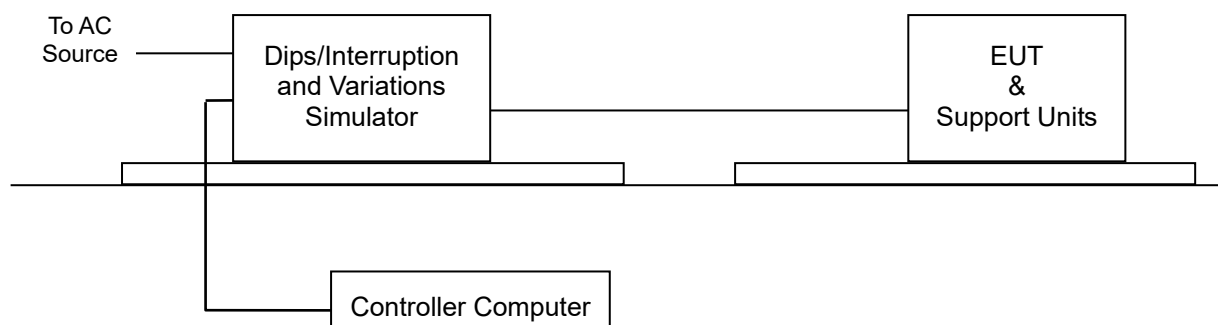 To AC
Source
Dips/Interruption
and Variations
Simulator
EUT
&
Support Units
Controller Computer